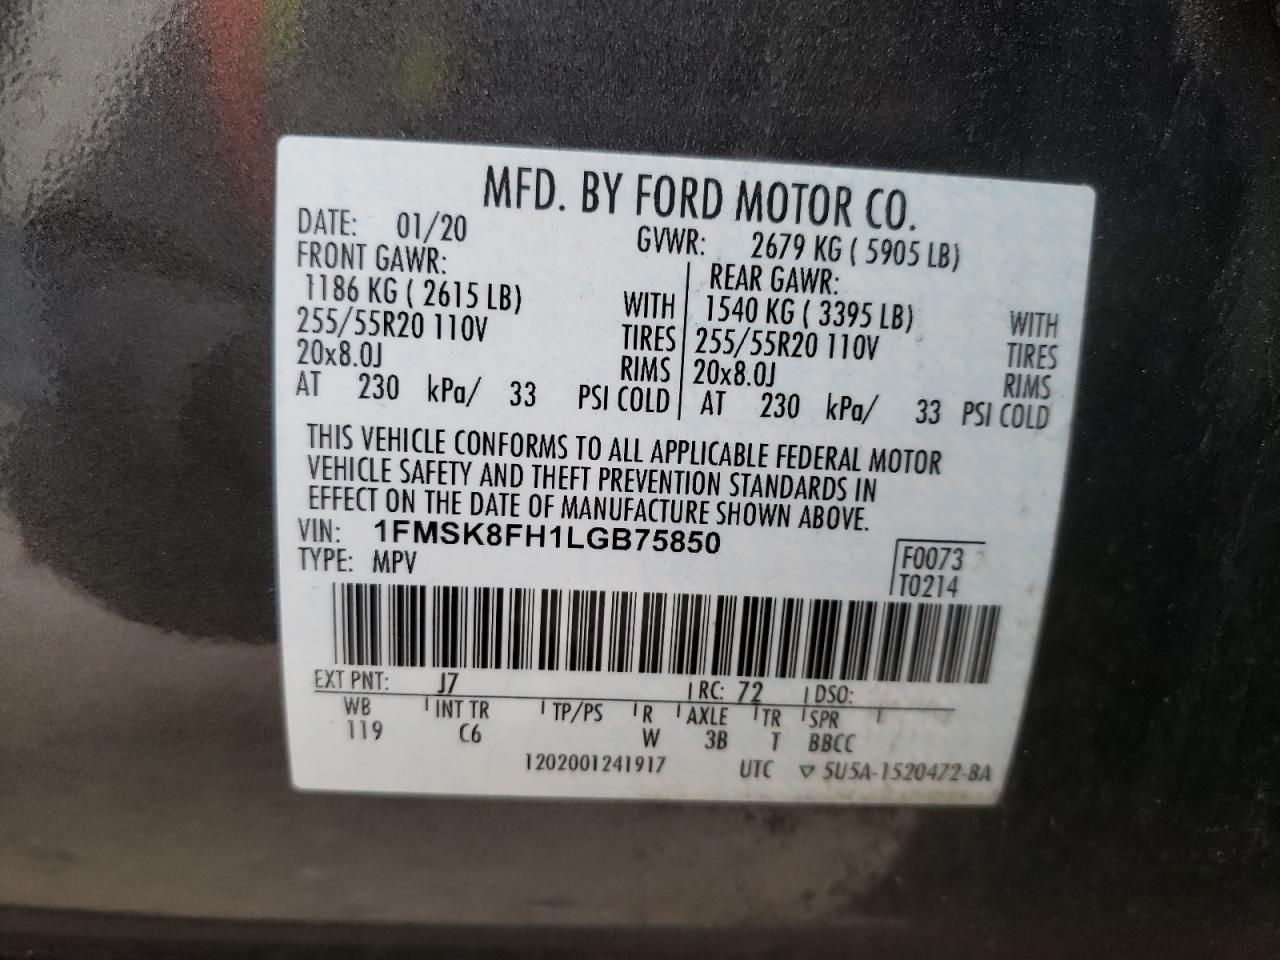 MFD. BY FORD MOTOR CO.
DATE: 01/20 GVWR: 2679 KG ( 5905 LB)
FRONT GAWR: REAR GAWR:
1186 KG ( 2615 LB) WITH 1540 KG ( 3395 LB) WITH
255/55R20 110V TIRES 255/55R20 110V TIRES
20x8.0J RIMS 20x8.0J RIMS
AT 230 kPa/ 33 PSI COLD AT 230 kPa/ 33 PSI COLD
THIS VEHICLE CONFORMS TO ALL APPLICABLE FEDERAL MOTOR
VEHICLE SAFETY AND THEFT PREVENTION STANDARDS IN
EFFECT ON THE DATE OF MANUFACTURE SHOWN ABOVE.
VIN: 1FMSK8FH1LGB75850
TYPE: MPV
F0073
T0214
EXT PNT: J7 RC: 72 DSO:
WB INT TR TP/PS R AXLE TR SPR
119 C6 W 3B T BBCC
1202001241917 UTC ▽ 5U5A-1520472-BA